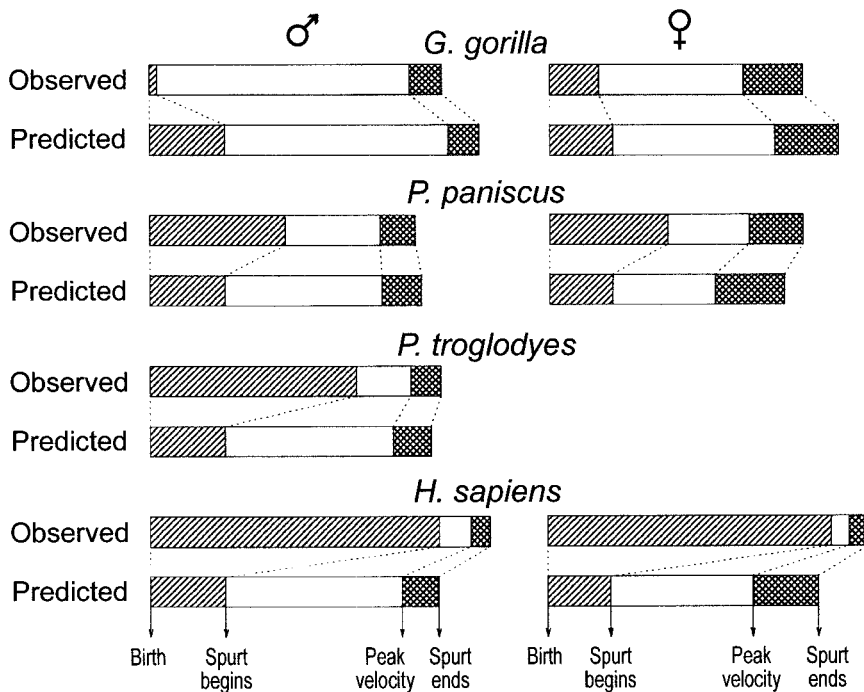 ♂ ♀
G. gorilla
Observed
Predicted
P. paniscus
Observed
Predicted
P. troglodyes
Observed
Predicted
H. sapiens
Observed
Predicted
Birth Spurt begins Peak velocity Spurt ends Birth Spurt begins Peak velocity Spurt ends